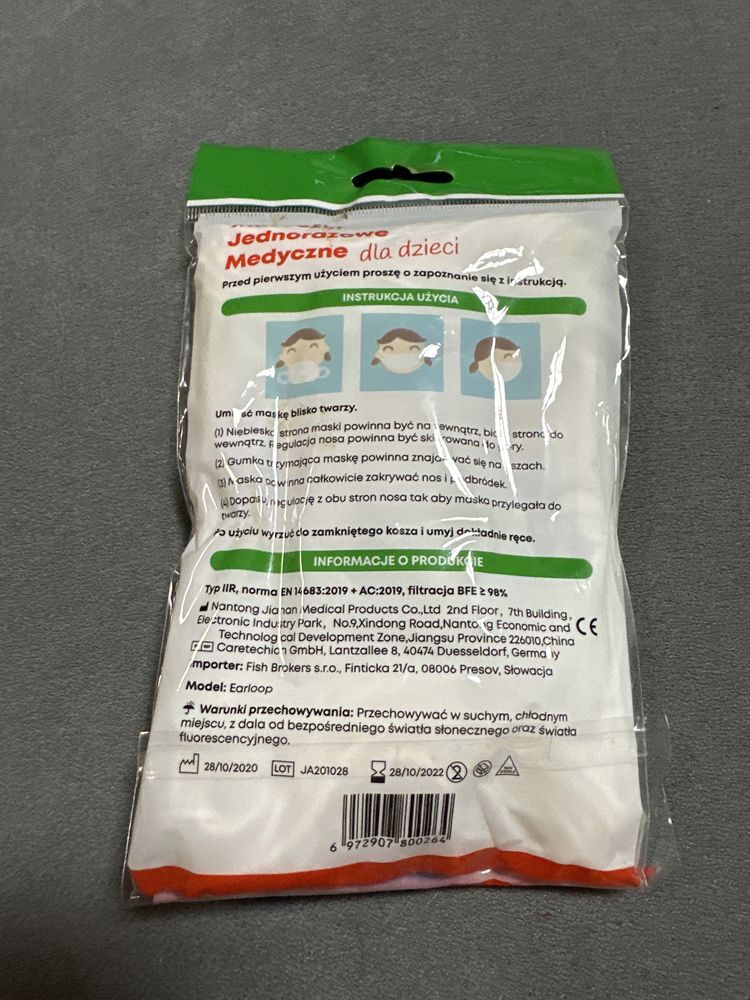 Jednorazowe
Medyczne dla dzieci
Przed pierwszym użyciem proszę o zapoznanie się z instrukcją.
INSTRUKCJA UŻYCIA
Umieść maskę blisko twarzy.
(1) Niebieska strona maski powinna być na zewnątrz, biała strona do
wewnątrz. Regulacja nosa powinna być skierowana do góry.
(2) Gumka trzymająca maskę powinna znajdować się na uszach.
(3) Maska powinna całkowicie zakrywać nos i podbródek.
(4) Dopasuj regulację z obu stron nosa tak aby maska przylegała do
twarzy.
Po użyciu wyrzuć do zamkniętego kosza i umyj dokładnie ręce.
INFORMACJE O PRODUKCIE
Typ IIR, norma EN 14683:2019 + AC:2019, filtracja BFE ≥ 98%
Nantong Jianan Medical Products Co.,Ltd 2nd Floor, 7th Building,
Electronic Industry Park, No.9,Xindong Road,Nantong Economic and
Technological Development Zone,Jiangsu Province 226010,China
CE
EC REP Caretechion GmbH, Lantzallee 8, 40474 Duesseldorf, Germany
Importer: Fish Brokers s.r.o., Finticka 21/a, 08006 Presov, Słowacja
Model: Earloop
Warunki przechowywania: Przechowywać w suchym, chłodnym
miejscu, z dala od bezpośredniego światła słonecznego oraz światła
fluorescencyjnego.
28/10/2020 LOT JA201028 28/10/2022 2 NON STERILE
6 972907 800264